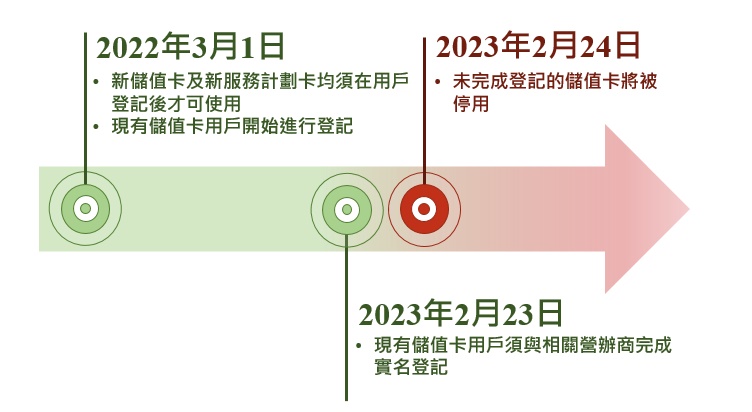 2022年3月1日
• 新儲值卡及新服務計劃卡均須在用戶
登記後才可使用
• 現有儲值卡用戶開始進行登記
2023年2月24日
• 未完成登記的儲值卡將被
停用
2023年2月23日
• 現有儲值卡用戶須與相關營辦商完成
實名登記